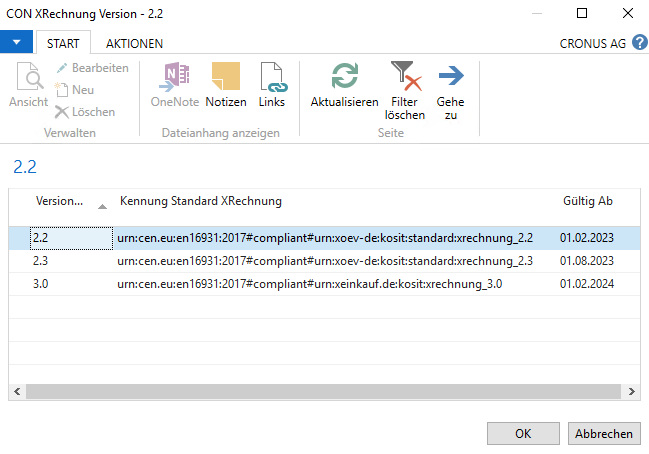 CON XRechnung Version - 2.2
START AKTIONEN CRONUS AG ?
Ansicht
Bearbeiten
Neu
Löschen
Verwalten
OneNote Notizen Links
Dateianhang anzeigen
Aktualisieren Filter löschen Gehe zu
Seite
2.2
Version... Kennung Standard XRechnung Gültig Ab
2.2 urn:cen.eu:en16931:2017#compliant#urn:xoev-de:kosit:standard:xrechnung_2.2 01.02.2023
2.3 urn:cen.eu:en16931:2017#compliant#urn:xoev-de:kosit:standard:xrechnung_2.3 01.08.2023
3.0 urn:cen.eu:en16931:2017#compliant#urn:xeinkauf.de:kosit:xrechnung_3.0 01.02.2024
OK Abbrechen